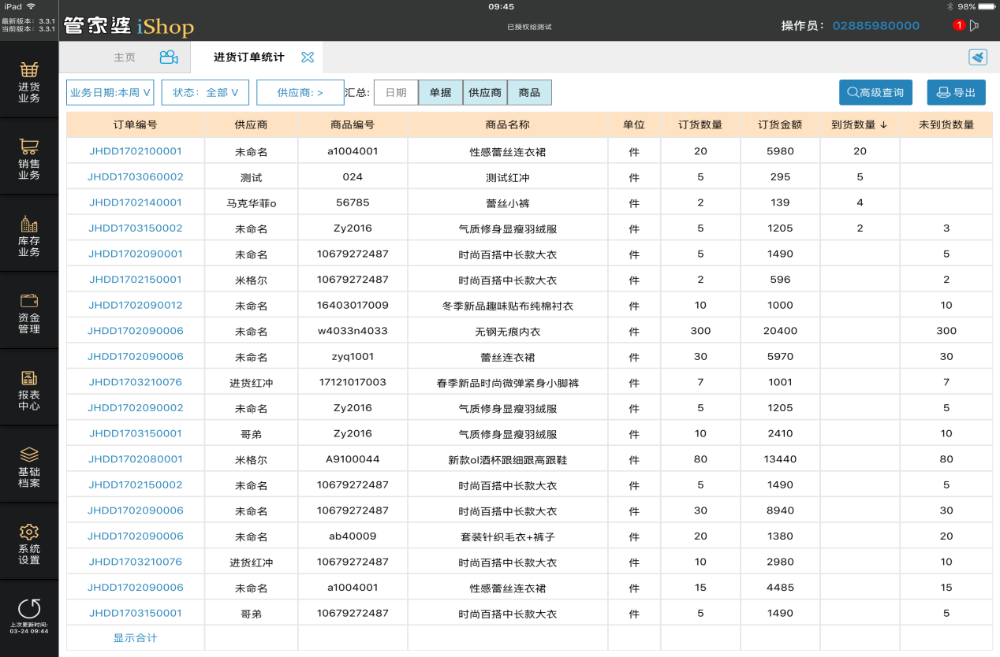 iPad 09:45 98%
最新版本: 3.3.1
当前版本: 3.3.1
管家婆 iShop
已授权给测试
操作员: 02885980000
1
主页
进货订单统计
进货
业务
销售
业务
库存
业务
资金
管理
报表
中心
基础
档案
系统
设置
上次更新时间:
03-24 09:44
业务日期:本周 V 状态: 全部 V 供应商: > 汇总: 日期 单据 供应商 商品 高级查询 导出
订单编号 供应商 商品编号 商品名称 单位 订货数量 订货金额 到货数量 ↓ 未到货数量
JHDD1702100001 未命名 a1004001 性感蕾丝连衣裙 件 20 5980 20
JHDD1703060002 测试 024 测试红冲 件 5 295 5
JHDD1702140001 马克华菲o 56785 蕾丝小裤 件 2 139 4
JHDD1703150002 未命名 Zy2016 气质修身显瘦羽绒服 件 5 1205 2 3
JHDD1702090001 未命名 10679272487 时尚百搭中长款大衣 件 5 1490 5
JHDD1702150001 米格尔 10679272487 时尚百搭中长款大衣 件 2 596 2
JHDD1702090012 未命名 16403017009 冬季新品趣味贴布纯棉衬衣 件 10 1000 10
JHDD1702090006 未命名 w4033n4033 无钢无痕内衣 件 300 20400 300
JHDD1702090006 未命名 zyq1001 蕾丝连衣裙 件 30 5970 30
JHDD1703210076 进货红冲 17121017003 春季新品时尚微弹紧身小脚裤 件 7 1001 7
JHDD1702090002 未命名 Zy2016 气质修身显瘦羽绒服 件 5 1205 5
JHDD1703150001 哥弟 Zy2016 气质修身显瘦羽绒服 件 10 2410 10
JHDD1702080001 米格尔 A9100044 新款ol酒杯跟细跟高跟鞋 件 80 13440 80
JHDD1702150002 未命名 10679272487 时尚百搭中长款大衣 件 5 1490 5
JHDD1702090006 未命名 10679272487 时尚百搭中长款大衣 件 30 8940 30
JHDD1702090006 未命名 ab40009 套装针织毛衣+裤子 件 20 1380 20
JHDD1703210076 进货红冲 10679272487 时尚百搭中长款大衣 件 10 2980 10
JHDD1702090006 未命名 a1004001 性感蕾丝连衣裙 件 15 4485 15
JHDD1703150001 哥弟 10679272487 时尚百搭中长款大衣 件 5 1490 5
显示合计